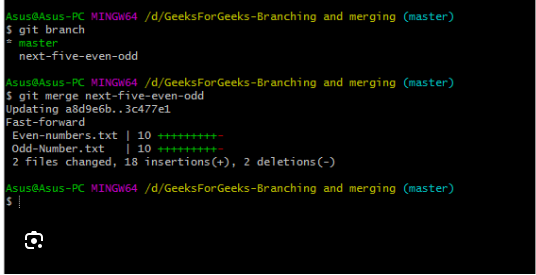 Asus@Asus-PC MINGW64 /d/GeeksForGeeks-Branching and merging (master)
$ git branch
* master
  next-five-even-odd
Asus@Asus-PC MINGW64 /d/GeeksForGeeks-Branching and merging (master)
$ git merge next-five-even-odd
Updating a8d9e6b..3c477e1
Fast-forward
 Even-numbers.txt | 10 +++++++++-
 Odd-Number.txt   | 10 +++++++++-
 2 files changed, 18 insertions(+), 2 deletions(-)
Asus@Asus-PC MINGW64 /d/GeeksForGeeks-Branching and merging (master)
$